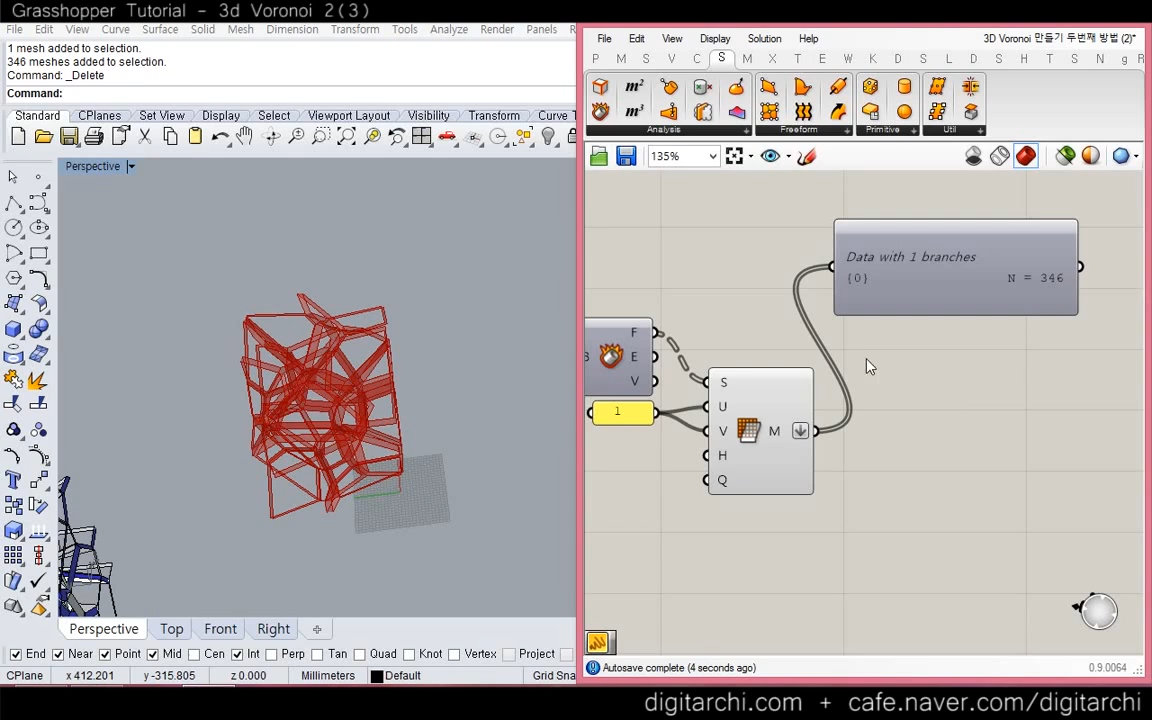 Grasshopper Tutorial - 3d Voronoi 2(3)
File Edit View Curve Surface Solid Mesh Dimension Transform Tools Analyze Render Panels
1 mesh added to selection.
346 meshes added to selection.
Command: _Delete
Command:
Standard CPlanes Set View Display Select Viewport Layout Visibility Transform Curve T
Perspective
Perspective Top Front Right
End Near Point Mid Cen Int Perp Tan Quad Knot Vertex Project
CPlane x 412.201 y -315.805 z 0.000 Millimeters Default Grid Sna
File Edit View Display Solution Help 3D Voronoi 만들기 두번째 방법 (2)*
P M S V C S M X T E W K D S L D S R H T S N g R
m² m³
Analysis Freeform Primitive Util
135%
Data with 1 branches
{0} N = 346
B F E V
1
S U V H Q M
Autosave complete (4 seconds ago) 0.9.0064
digitarchi.com + cafe.naver.com/digitarchi